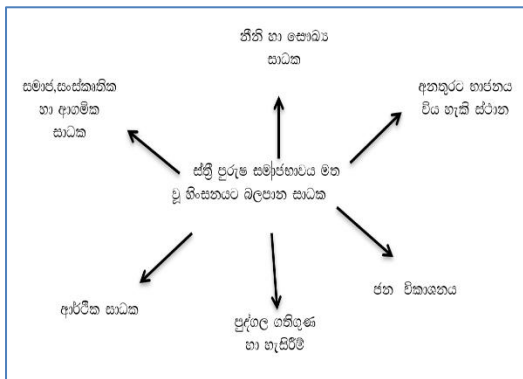 නීති හා සෞඛ්‍ය
සාධක
සමාජ,සංස්කෘතික
හා ආගමික
සාධක
අනතුරට භාජනය
විය හැකි ස්ථාන
ස්ත්‍රී පුරුෂ සමාජභාවය මත
වූ හිංසනයට බලපාන සාධක
ජන විකාශනය
ආර්ථික සාධක
පුද්ගල ගතිගුණ
හා හැසිරීම්